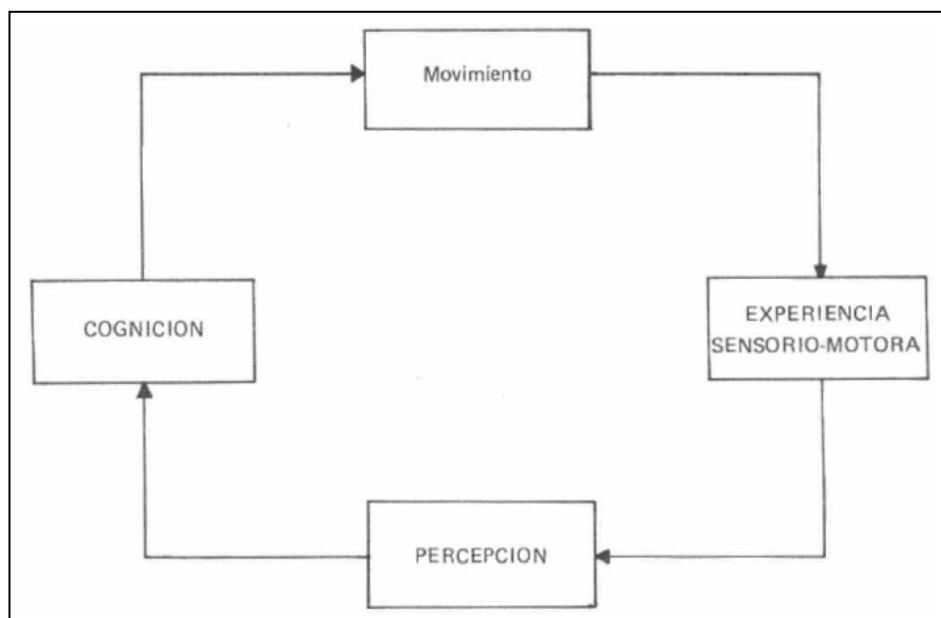 Movimiento
COGNICION
EXPERIENCIA
SENSORIO-MOTORA
PERCEPCION